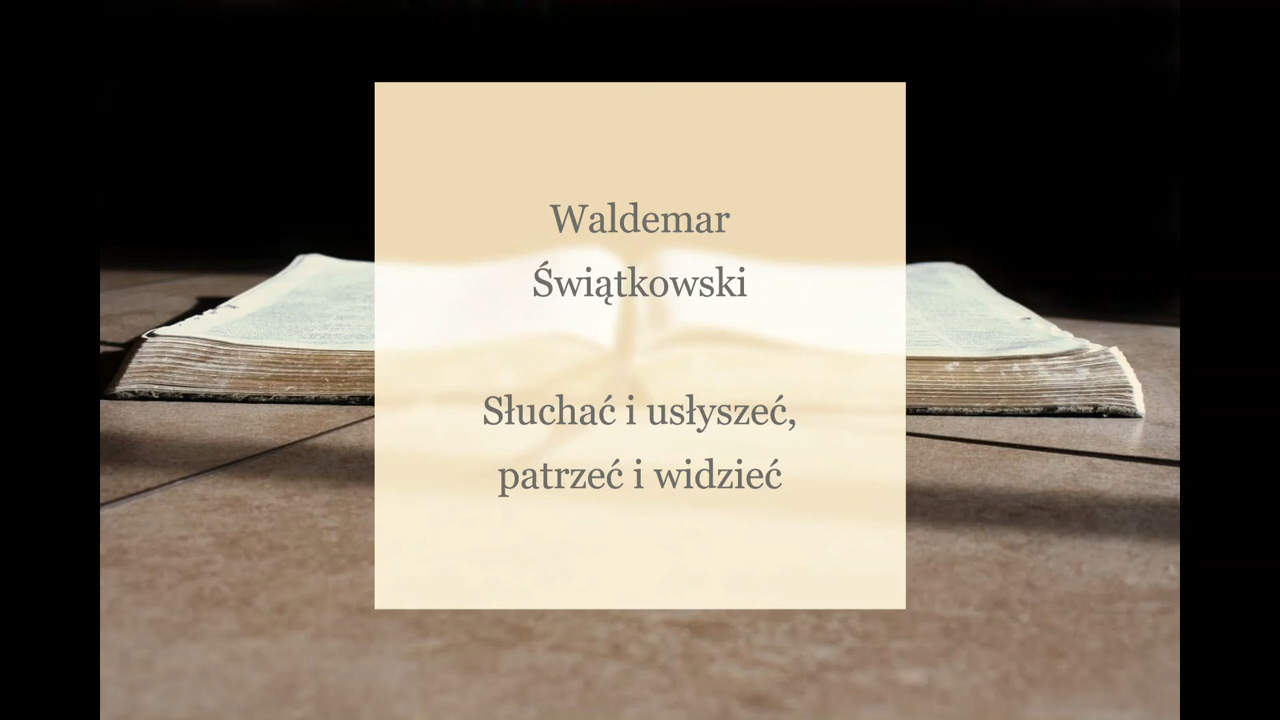 Waldemar
Świątkowski
Słuchać i usłyszeć,
patrzeć i widzieć